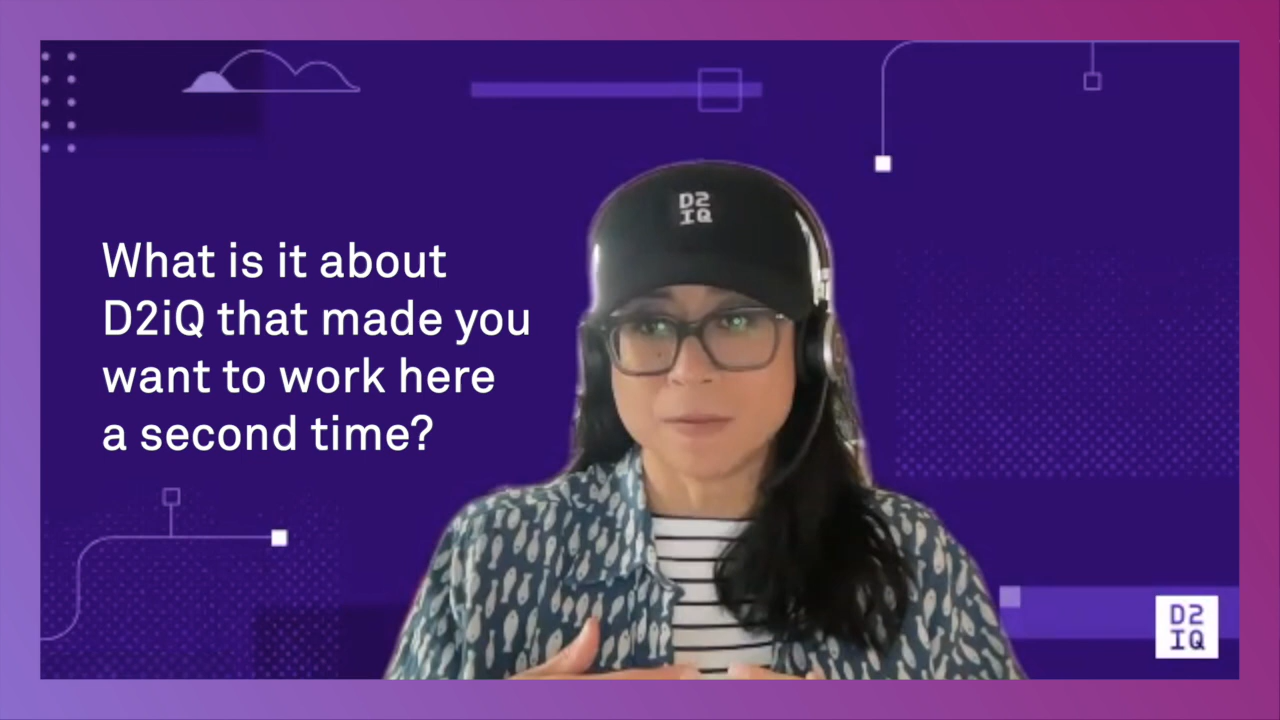 What is it about
D2iQ that made you
want to work here
a second time?
D2
IQ
D2
IQ